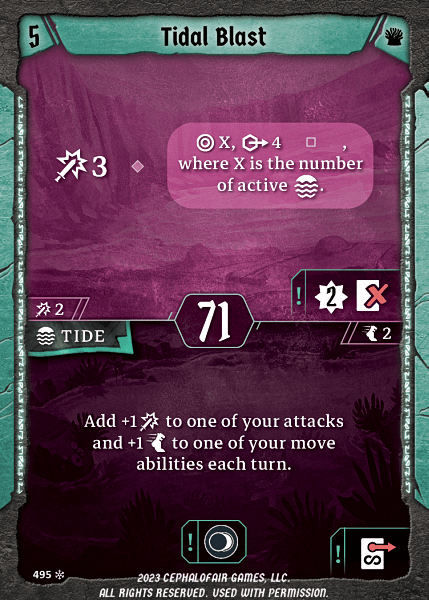 5
Tidal Blast
3
X, 4 ,
where X is the number
of active .
2
2
71
TIDE
2
Add +1 to one of your attacks
and +1 to one of your move
abilities each turn.
495
2023 CEPHALOFAIR GAMES, LLC.
ALL RIGHTS RESERVED. USED WITH PERMISSION.